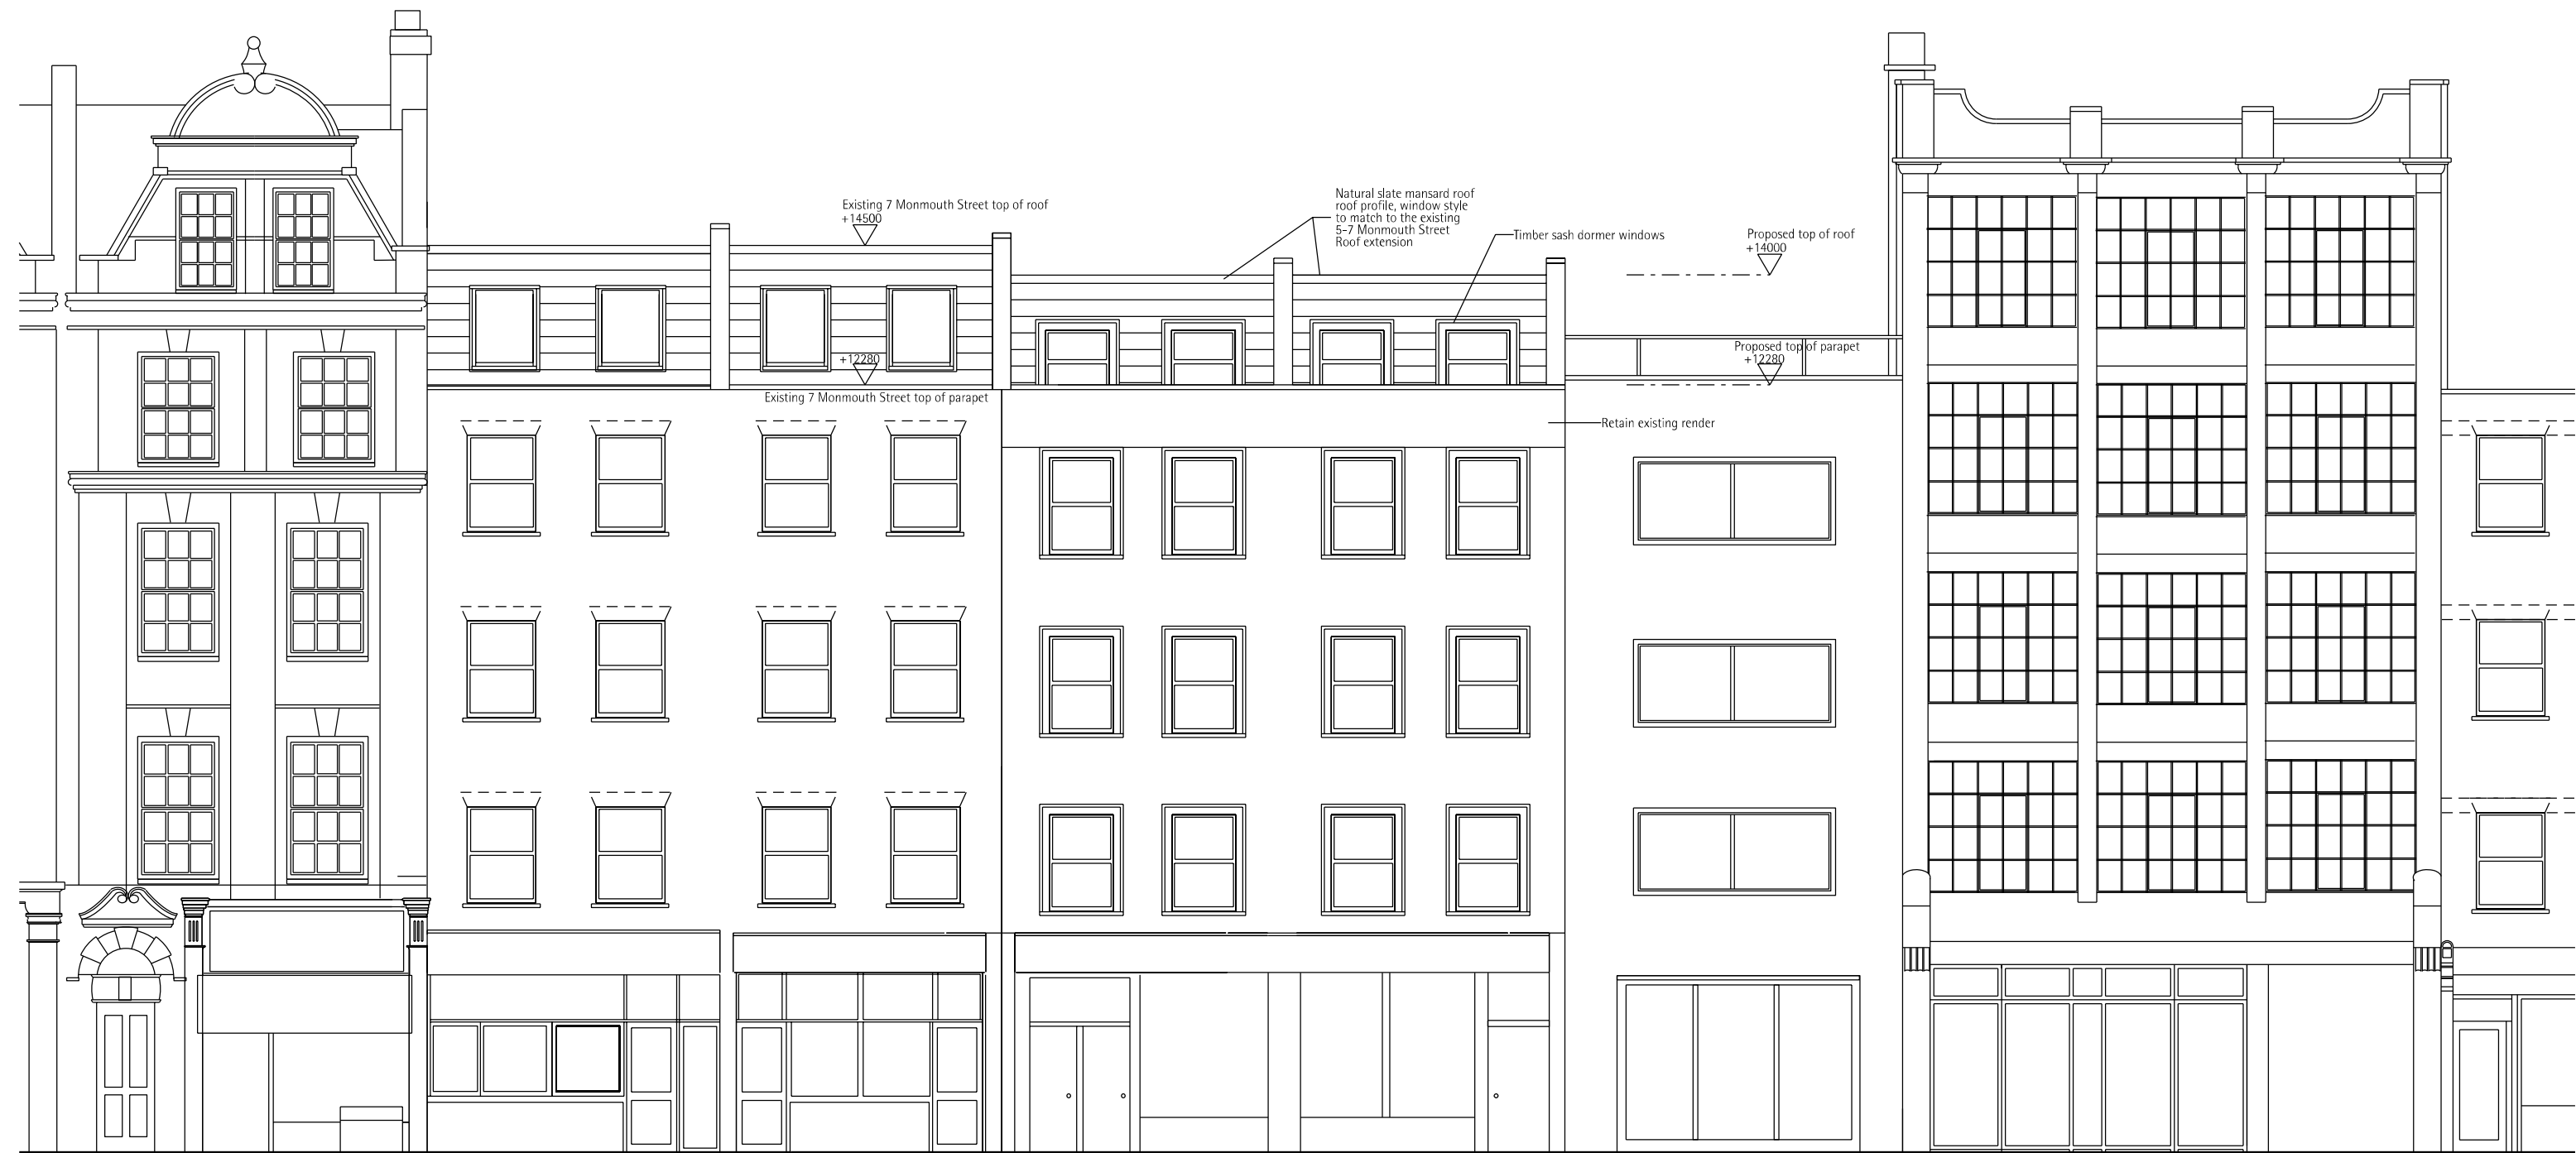 Existing 7 Monmouth Street top of roof
+14500
Natural slate mansard roof
roof profile, window style
to match to the existing
5-7 Monmouth Street
Roof extension
Timber sash dormer windows
Proposed top of roof
+14000
+12280
Existing 7 Monmouth Street top of parapet
Proposed top of parapet
+12280
Retain existing render